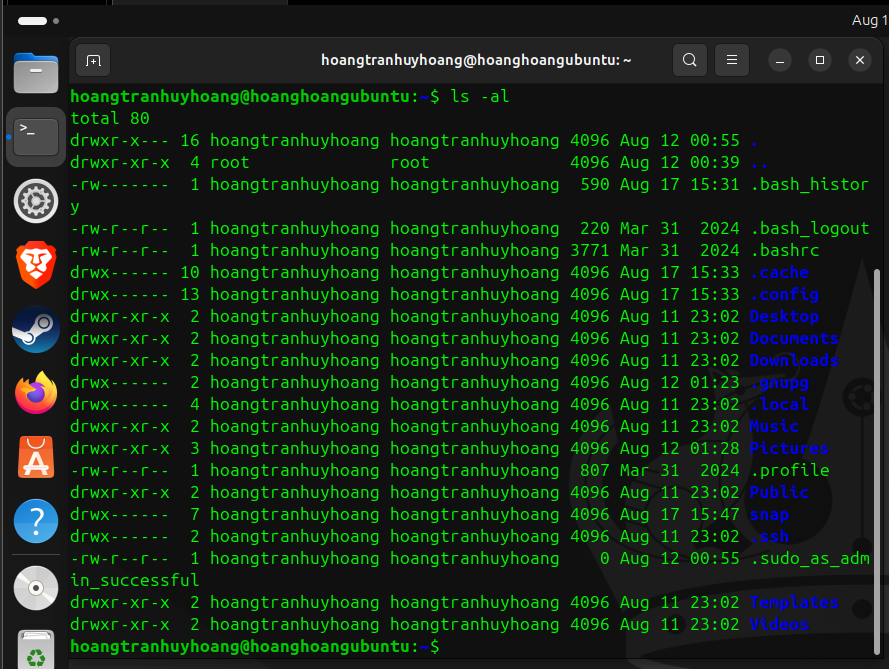 Aug 1
hoangtranhuyhoang@hoanghoangubuntu: ~
hoangtranhuyhoang@hoanghoangubuntu:~$ ls -al
total 80
drwxr-x--- 16 hoangtranhuyhoang hoangtranhuyhoang 4096 Aug 12 00:55 .
drwxr-xr-x  4 root              root              4096 Aug 12 00:39 ..
-rw-------  1 hoangtranhuyhoang hoangtranhuyhoang  590 Aug 17 15:31 .bash_histor
y
-rw-r--r--  1 hoangtranhuyhoang hoangtranhuyhoang  220 Mar 31  2024 .bash_logout
-rw-r--r--  1 hoangtranhuyhoang hoangtranhuyhoang 3771 Mar 31  2024 .bashrc
drwx------ 10 hoangtranhuyhoang hoangtranhuyhoang 4096 Aug 17 15:33 .cache
drwx------ 13 hoangtranhuyhoang hoangtranhuyhoang 4096 Aug 17 15:33 .config
drwxr-xr-x  2 hoangtranhuyhoang hoangtranhuyhoang 4096 Aug 11 23:02 Desktop
drwxr-xr-x  2 hoangtranhuyhoang hoangtranhuyhoang 4096 Aug 11 23:02 Documents
drwxr-xr-x  2 hoangtranhuyhoang hoangtranhuyhoang 4096 Aug 11 23:02 Downloads
drwx------  2 hoangtranhuyhoang hoangtranhuyhoang 4096 Aug 12 01:23 .gnupg
drwx------  4 hoangtranhuyhoang hoangtranhuyhoang 4096 Aug 11 23:02 .local
drwxr-xr-x  2 hoangtranhuyhoang hoangtranhuyhoang 4096 Aug 11 23:02 Music
drwxr-xr-x  3 hoangtranhuyhoang hoangtranhuyhoang 4096 Aug 12 01:28 Pictures
-rw-r--r--  1 hoangtranhuyhoang hoangtranhuyhoang  807 Mar 31  2024 .profile
drwxr-xr-x  2 hoangtranhuyhoang hoangtranhuyhoang 4096 Aug 11 23:02 Public
drwx------  7 hoangtranhuyhoang hoangtranhuyhoang 4096 Aug 17 15:47 snap
drwx------  2 hoangtranhuyhoang hoangtranhuyhoang 4096 Aug 11 23:02 .ssh
-rw-r--r--  1 hoangtranhuyhoang hoangtranhuyhoang    0 Aug 12 00:55 .sudo_as_adm
in_successful
drwxr-xr-x  2 hoangtranhuyhoang hoangtranhuyhoang 4096 Aug 11 23:02 Templates
drwxr-xr-x  2 hoangtranhuyhoang hoangtranhuyhoang 4096 Aug 11 23:02 Videos
hoangtranhuyhoang@hoanghoangubuntu:~$